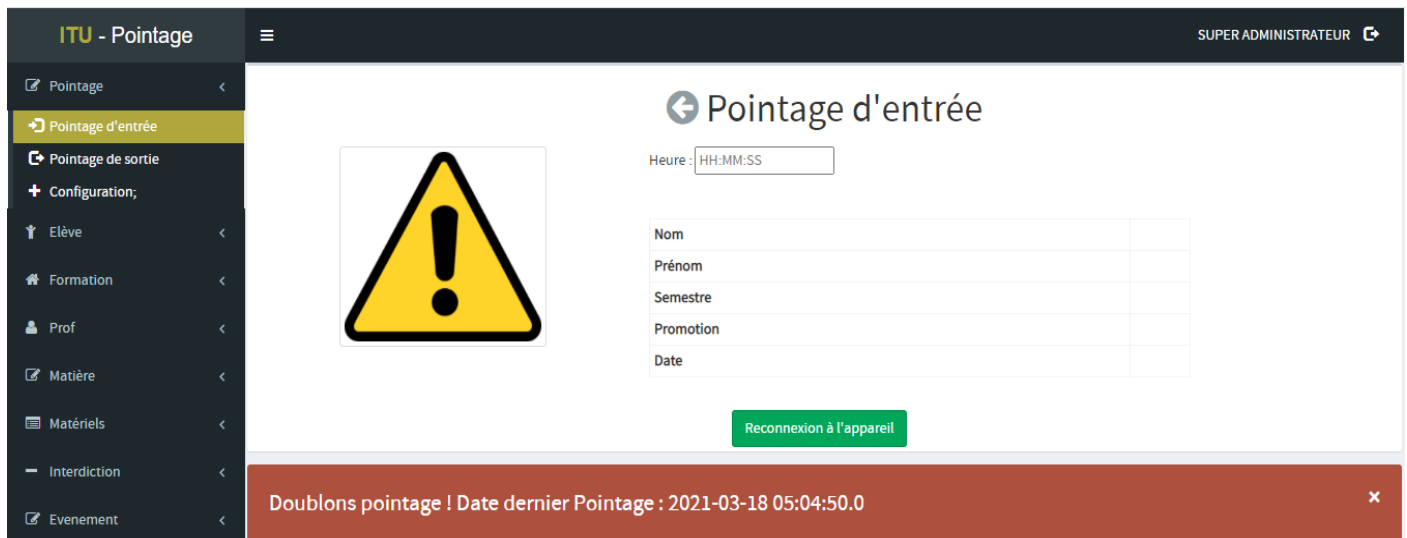 ITU - Pointage
SUPER ADMINISTRATEUR
Pointage
Pointage d'entrée
Pointage de sortie
Configuration;
Elève
Formation
Prof
Matière
Matériels
Interdiction
Evenement
Pointage d'entrée
Heure : HH:MM:SS
Nom
Prénom
Semestre
Promotion
Date
Reconnexion à l'appareil
Doublons pointage ! Date dernier Pointage : 2021-03-18 05:04:50.0 ×